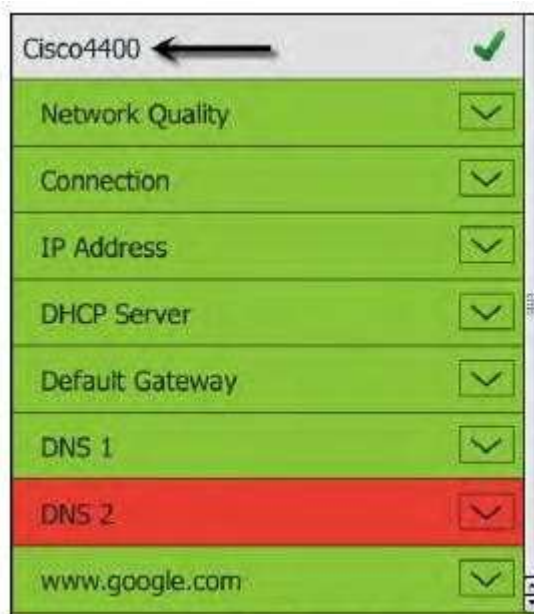 Cisco4400
Network Quality
Connection
IP Address
DHCP Server
Default Gateway
DNS 1
DNS 2
www.google.com